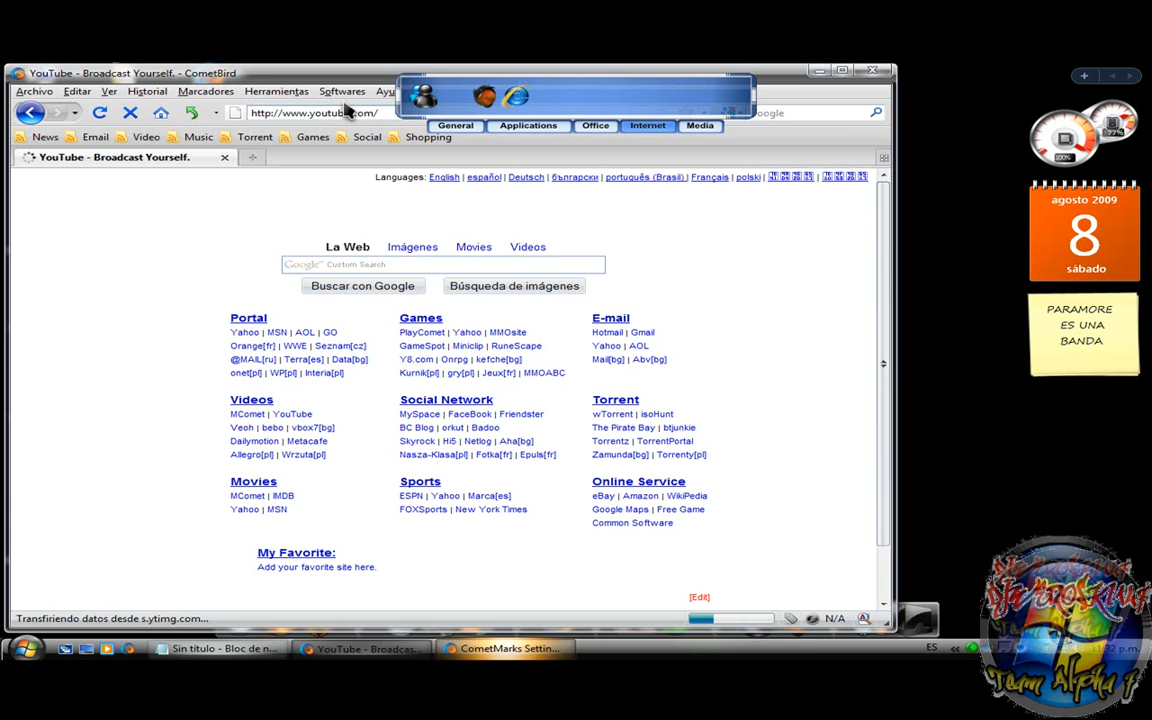 YouTube - Broadcast Yourself. - CometBird
Archivo Editar Ver Historial Marcadores Herramientas Softwares Ayu
http://www.youtube.com/ oogle
General Applications Office Internet Media
News Email Video Music Torrent Games Social Shopping
YouTube - Broadcast Yourself.
Languages: English | español | Deutsch | български | português (Brasil) | Français | polski |
La Web Imágenes Movies Videos
Google™ Custom Search
Buscar con Google Búsqueda de imágenes
Portal
Yahoo | MSN | AOL | GO
Orange[fr] | WWE | Seznam[cz]
@MAIL[ru] | Terra[es] | Data[bg]
onet[pl] | WP[pl] | Interia[pl]
Games
PlayComet | Yahoo | MMOsite
GameSpot | Miniclip | RuneScape
Y8.com | Onrpg | kefche[bg]
Kurnik[pl] | gry[pl] | Jeux[fr] | MMOABC
E-mail
Hotmail | Gmail
Yahoo | AOL
Mail[bg] | Abv[bg]
Videos
MComet | YouTube
Veoh | bebo | vbox7[bg]
Dailymotion | Metacafe
Allegro[pl] | Wrzuta[pl]
Social Network
MySpace | FaceBook | Friendster
BC Blog | orkut | Badoo
Skyrock | Hi5 | Netlog | Aha[bg]
Nasza-Klasa[pl] | Fotka[fr] | Epuls[fr]
Torrent
wTorrent | isoHunt
The Pirate Bay | btjunkie
Torrentz | TorrentPortal
Zamunda[bg] | Torrenty[pl]
Movies
MComet | IMDB
Yahoo | MSN
Sports
ESPN | Yahoo | Marca[es]
FOXSports | New York Times
Online Service
eBay | Amazon | WikiPedia
Google Maps | Free Game
Common Software
My Favorite:
Add your favorite site here.
[Edit]
Transfiriendo datos desde s.ytimg.com...
N/A
Sin título - Bloc de n...
YouTube - Broadcas...
CometMarks Settin...
ES
:32 p.m.
100%
77%
agosto 2009
8
sábado
PARAMORE
ES UNA
BANDA
Team Alpha 7